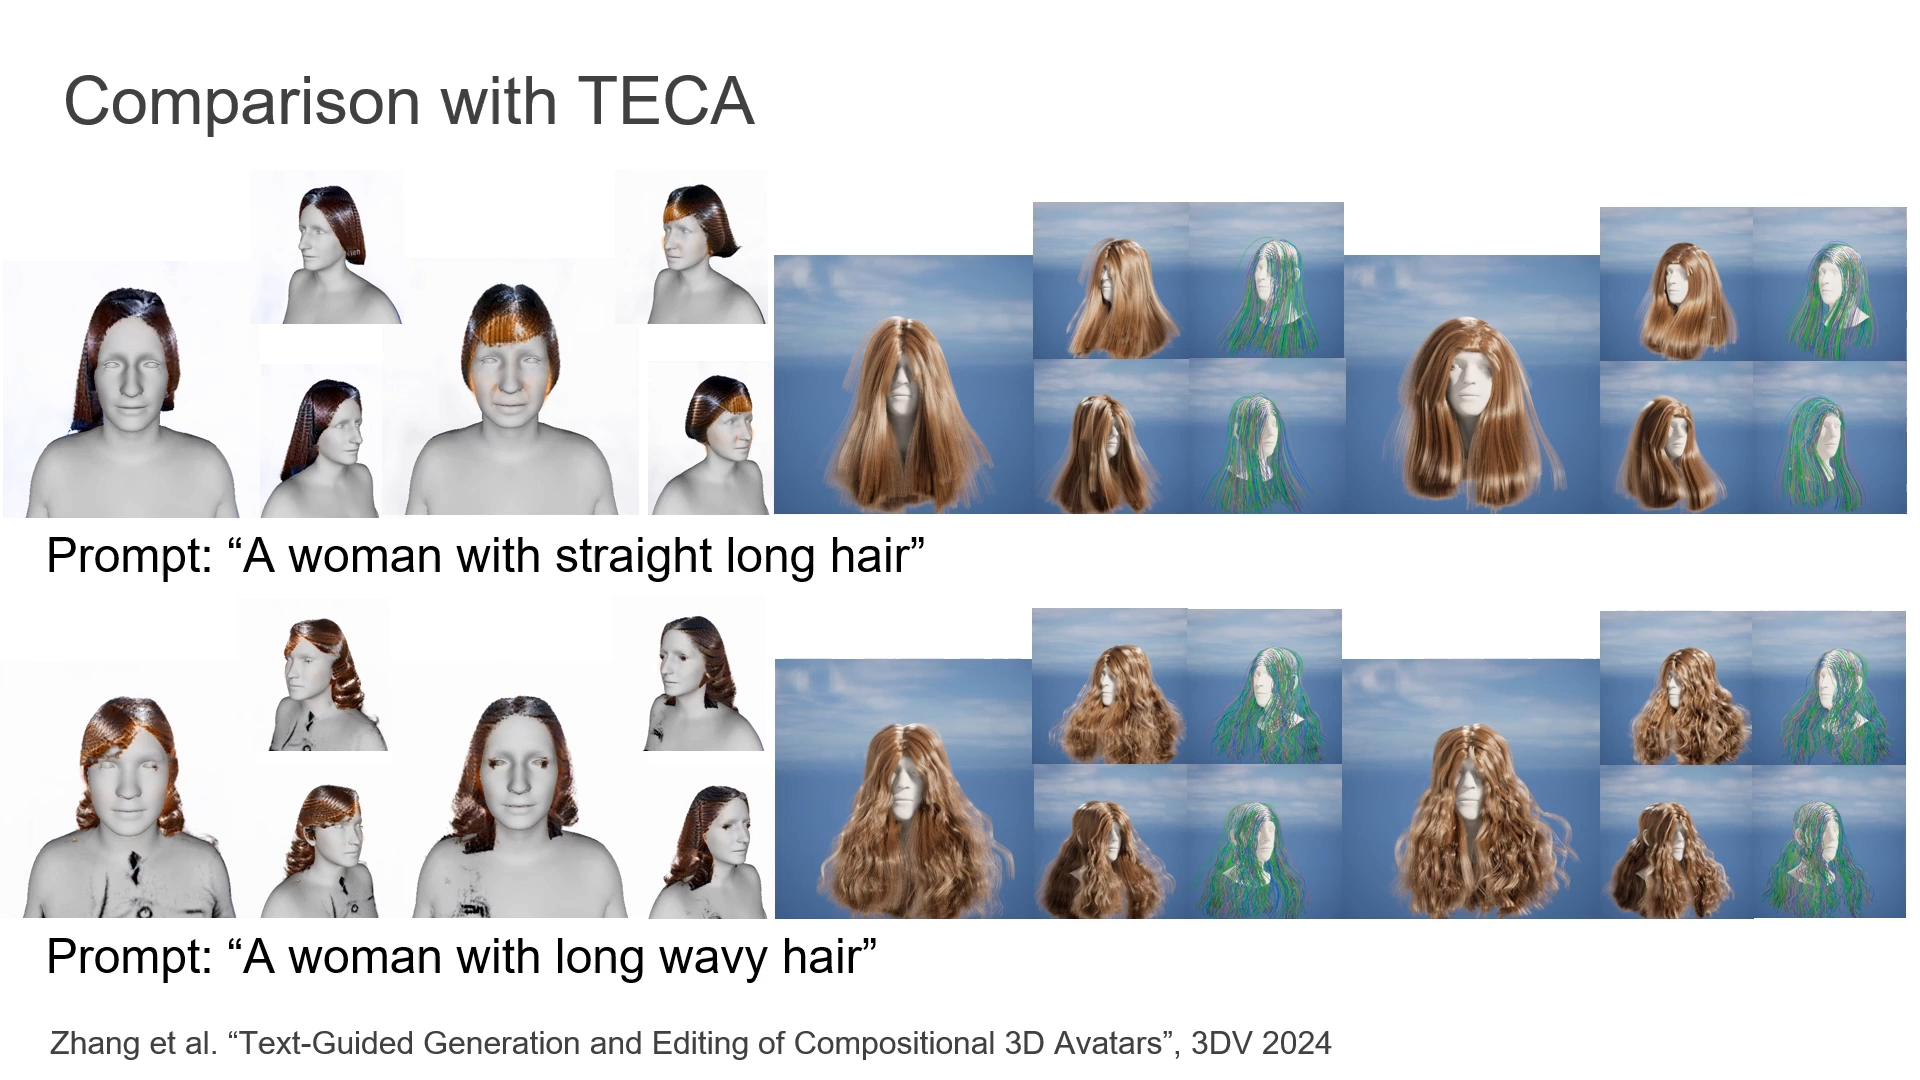 Comparison with TECA
Prompt: “A woman with straight long hair”
Prompt: “A woman with long wavy hair”
Zhang et al. “Text-Guided Generation and Editing of Compositional 3D Avatars”, 3DV 2024